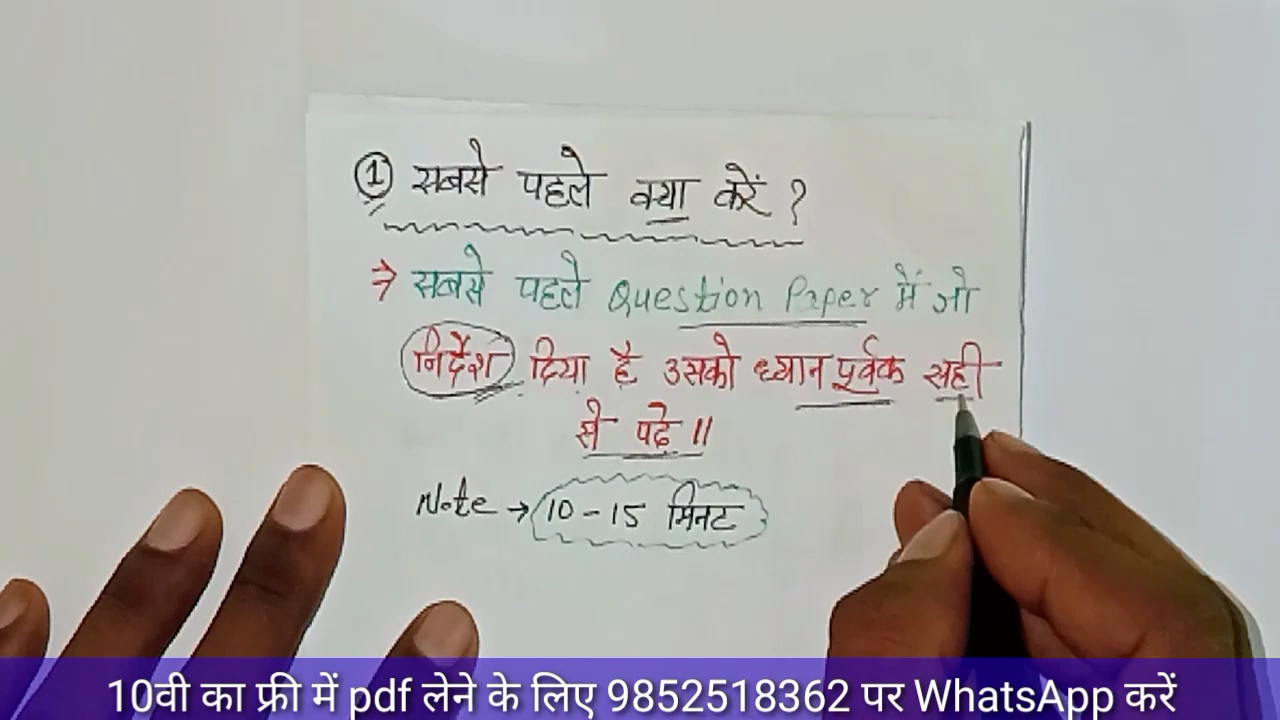 ① सबसे पहले क्या करें ?
⇒ सबसे पहले Question Paper में जो
निर्देश दिया है उसको ध्यान पूर्वक सही
से पढ़े ॥
Note → 10 - 15 मिनट
10वी का फ्री में pdf लेने के लिए 9852518362 पर WhatsApp करें